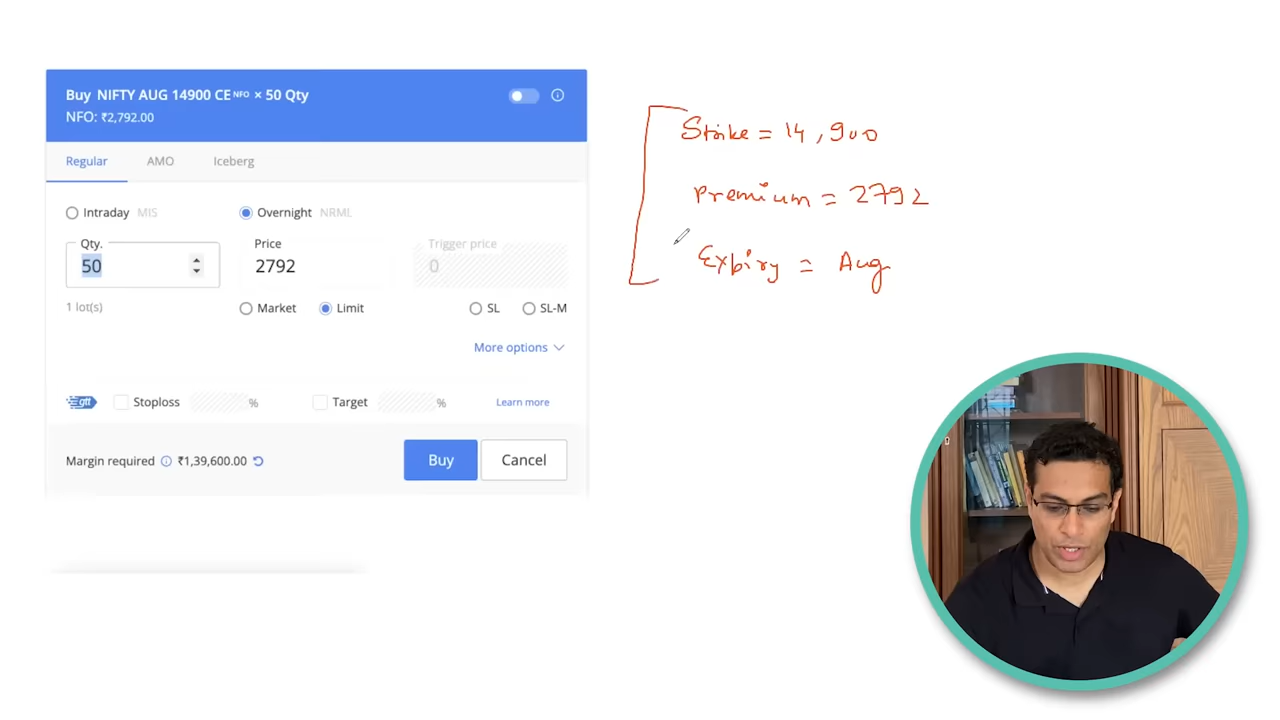 Buy NIFTY AUG 14900 CE NFO × 50 Qty
NFO: ₹2,792.00
Regular AMO Iceberg
Intraday MIS Overnight NRML
Qty. Price Trigger price
50 2792 0
1 lot(s) Market Limit SL SL-M
More options
gtt Stoploss % Target % Learn more
Margin required ₹1,39,600.00 Buy Cancel
Strike = 14,900
Premium = 2792
Expiry = Aug